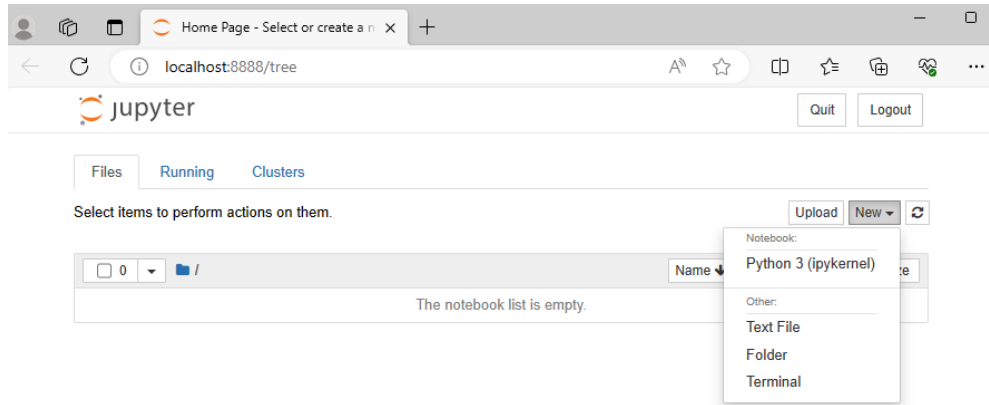 Home Page - Select or create a n
localhost:8888/tree
jupyter
Quit
Logout
Files
Running
Clusters
Select items to perform actions on them.
Upload
New
Notebook:
Python 3 (ipykernel)
0
/
Name
ze
The notebook list is empty.
Other:
Text File
Folder
Terminal